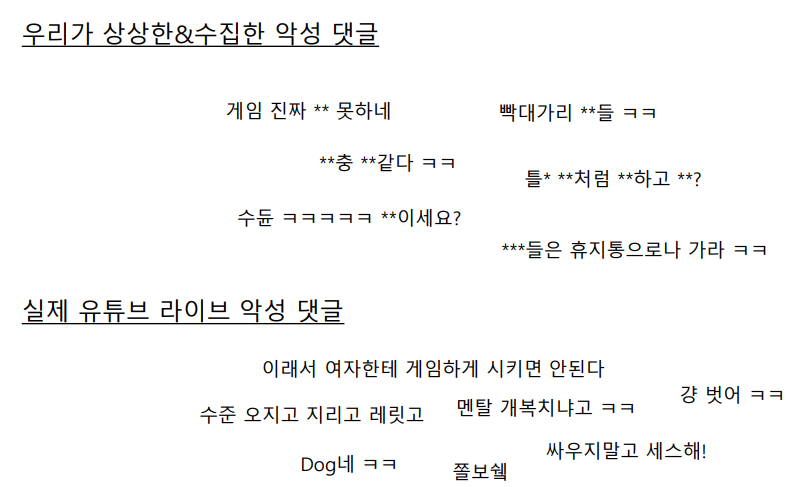 우리가 상상한&수집한 악성 댓글
게임 진짜 ** 못하네
빡대가리 **들 ㅋㅋ
**충 **같다 ㅋㅋ
틀* **처럼 **하고 **?
수듄 ㅋㅋㅋㅋㅋ **이세요?
***들은 휴지통으로나 가라 ㅋㅋ
실제 유튜브 라이브 악성 댓글
이래서 여자한테 게임하게 시키면 안된다
걍 벗어 ㅋㅋ
수준 오지고 지리고 레릿고
멘탈 개복치냐고 ㅋㅋ
싸우지말고 세스해!
Dog네 ㅋㅋ
쫄보쉨